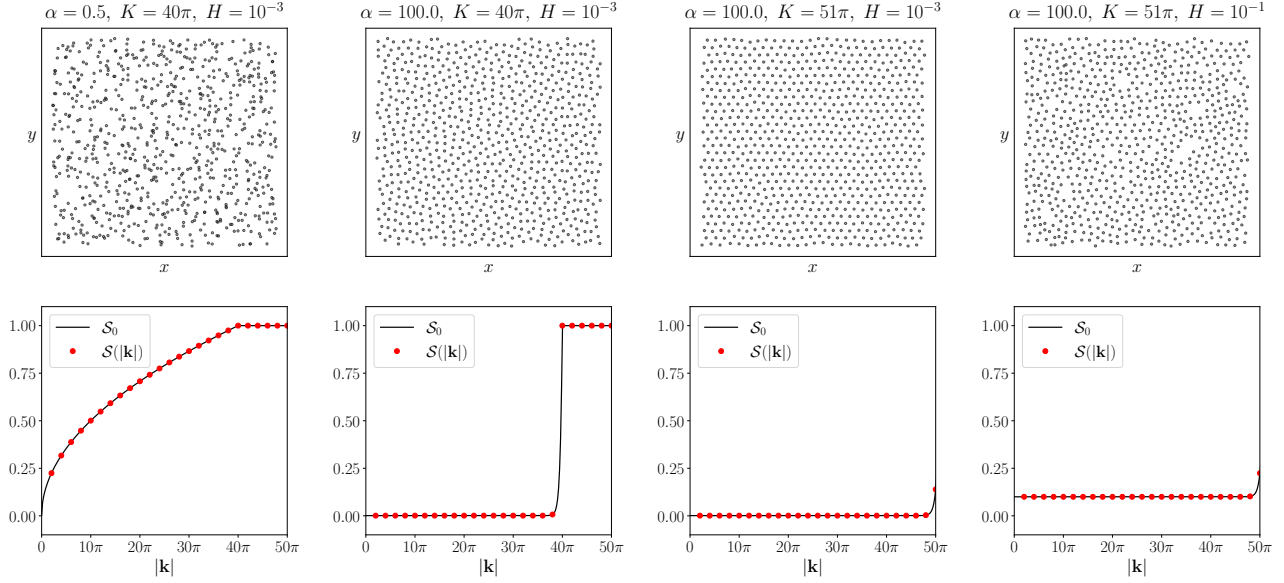 α = 0.5, K = 40π, H = 10⁻³
α = 100.0, K = 40π, H = 10⁻³
α = 100.0, K = 51π, H = 10⁻³
α = 100.0, K = 51π, H = 10⁻¹
y
x
y
x
y
x
y
x
1.00
0.75
0.50
0.25
0.00
S₀
S(|k|)
0
10π
20π
30π
40π
50π
|k|
1.00
0.75
0.50
0.25
0.00
S₀
S(|k|)
0
10π
20π
30π
40π
50π
|k|
1.00
0.75
0.50
0.25
0.00
S₀
S(|k|)
0
10π
20π
30π
40π
50π
|k|
1.00
0.75
0.50
0.25
0.00
S₀
S(|k|)
0
10π
20π
30π
40π
50π
|k|